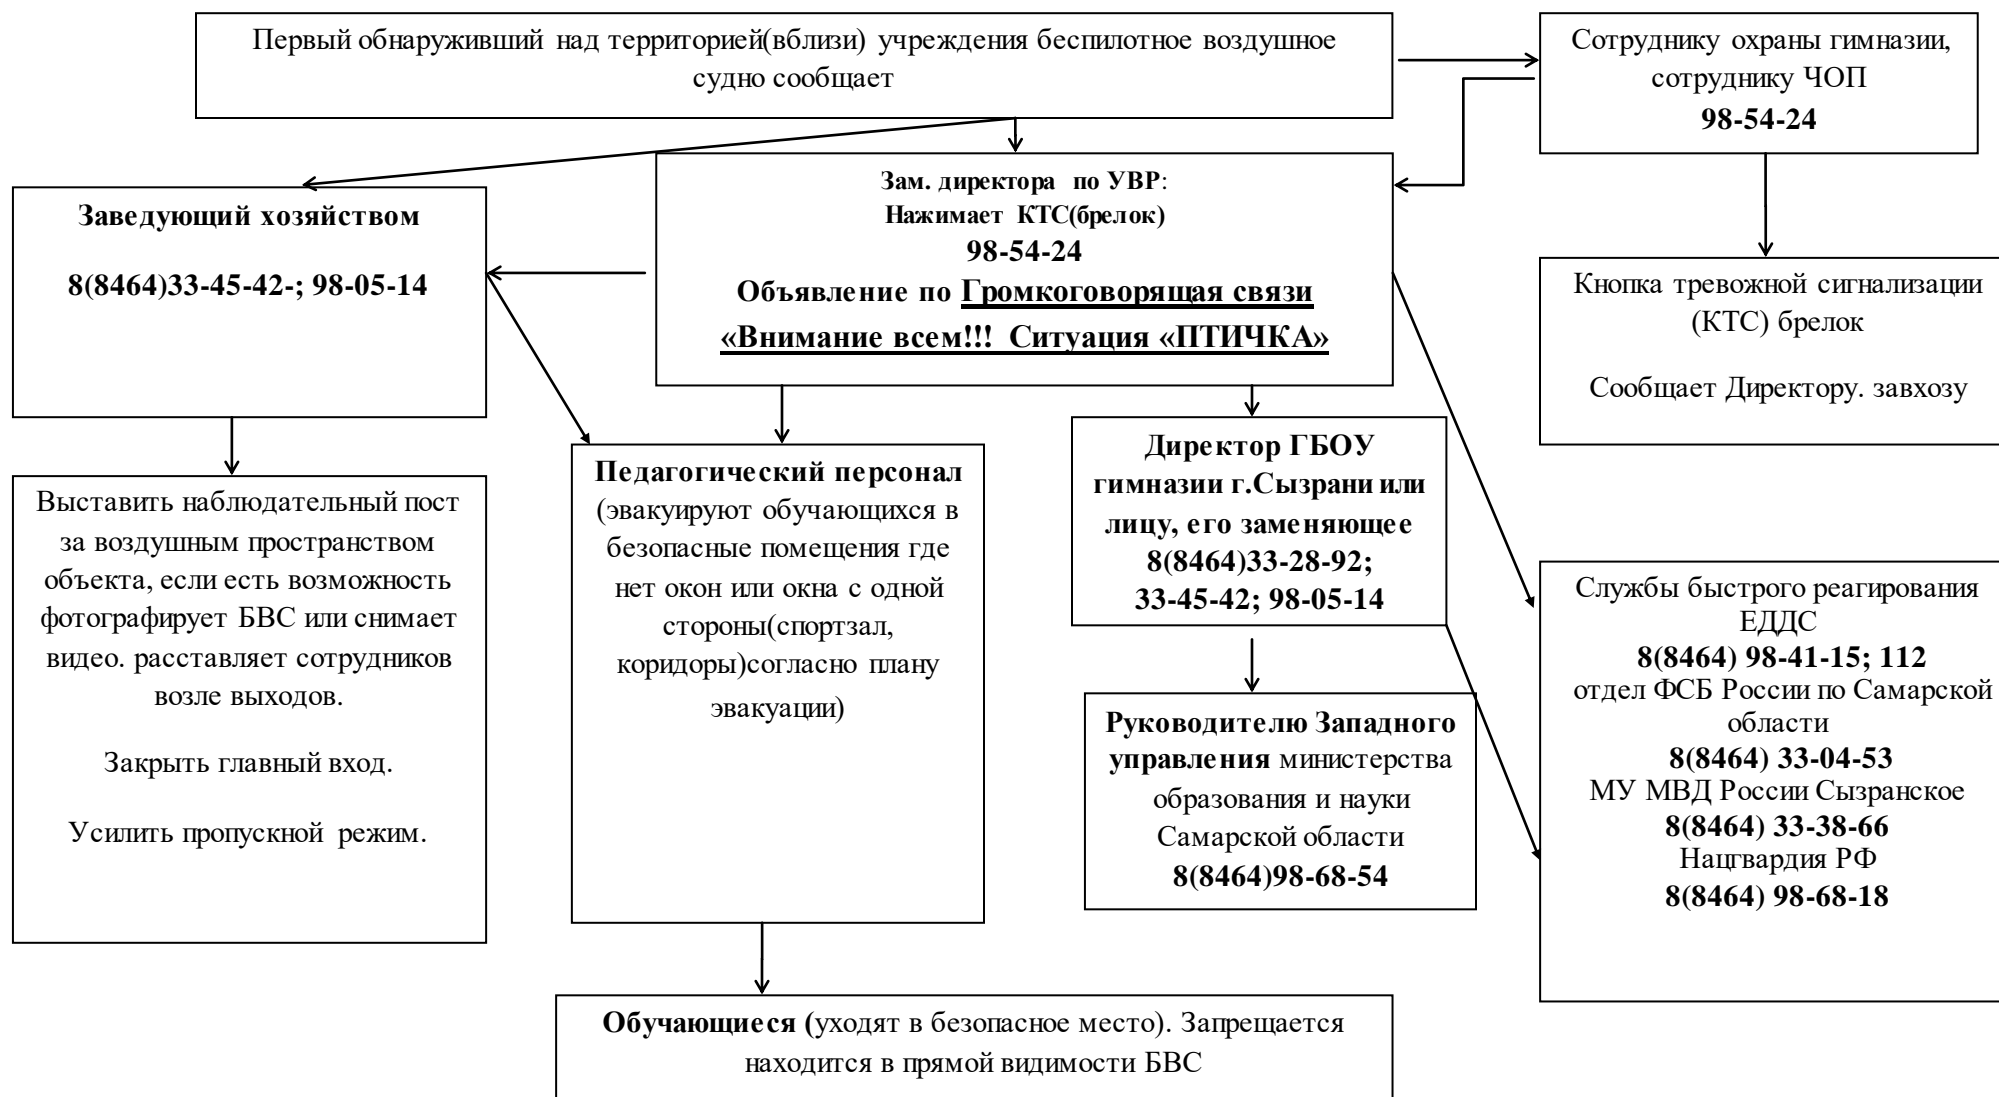 Первый обнаруживший над территорией(вблизи) учреждения беспилотное воздушное
судно сообщает
Сотруднику охраны гимназии,
сотруднику ЧОП
98-54-24
Заведующий хозяйством
8(8464)33-45-42-; 98-05-14
Зам. директора по УВР:
Нажимает КТС(брелок)
98-54-24
Объявление по Громкоговорящая связи
«Внимание всем!!! Ситуация «ПТИЧКА»
Кнопка тревожной сигнализации
(КТС) брелок
Сообщает Директору. завхозу
Выставить наблюдательный пост
за воздушным пространством
объекта, если есть возможность
фотографирует БВС или снимает
видео. расставляет сотрудников
возле выходов.
Закрыть главный вход.
Усилить пропускной режим.
Педагогический персонал
(эвакуируют обучающихся в
безопасные помещения где
нет окон или окна с одной
стороны(спортзал,
коридоры)согласно плану
эвакуации)
Директор ГБОУ
гимназии г.Сызрани или
лицу, его заменяющее
8(8464)33-28-92;
33-45-42; 98-05-14
Руководителю Западного
управления министерства
образования и науки
Самарской области
8(8464)98-68-54
Службы быстрого реагирования
ЕДДС
8(8464) 98-41-15; 112
отдел ФСБ России по Самарской
области
8(8464) 33-04-53
МУ МВД России Сызранское
8(8464) 33-38-66
Нацгвардия РФ
8(8464) 98-68-18
Обучающиеся (уходят в безопасное место). Запрещается
находится в прямой видимости БВС